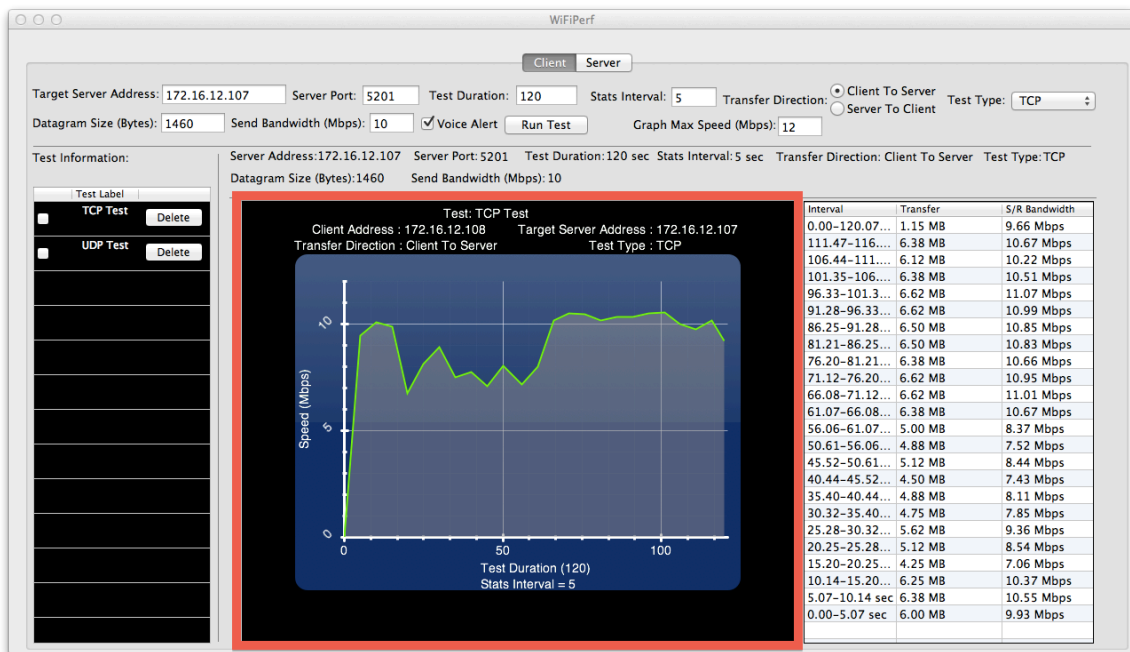 WiFiPerf
Client Server
Target Server Address: 172.16.12.107 Server Port: 5201 Test Duration: 120 Stats Interval: 5 Transfer Direction: Client To Server Test Type: TCP
Server To Client
Datagram Size (Bytes): 1460 Send Bandwidth (Mbps): 10 Voice Alert Run Test Graph Max Speed (Mbps): 12
Test Information:
Server Address:172.16.12.107 Server Port: 5201 Test Duration:120 sec Stats Interval: 5 sec Transfer Direction: Client To Server Test Type:TCP
Datagram Size (Bytes):1460 Send Bandwidth (Mbps): 10
Test Label
TCP Test Delete
UDP Test Delete
Test: TCP Test
Client Address : 172.16.12.108 Target Server Address : 172.16.12.107
Transfer Direction : Client To Server Test Type : TCP
Speed (Mbps)
10
5
0
0 50 100
Test Duration (120)
Stats Interval = 5
Interval Transfer S/R Bandwidth
0.00-120.07... 1.15 MB 9.66 Mbps
111.47-116.... 6.38 MB 10.67 Mbps
106.44-111.... 6.12 MB 10.22 Mbps
101.35-106.... 6.38 MB 10.51 Mbps
96.33-101.3... 6.62 MB 11.07 Mbps
91.28-96.33... 6.62 MB 10.99 Mbps
86.25-91.28... 6.50 MB 10.85 Mbps
81.21-86.25... 6.50 MB 10.83 Mbps
76.20-81.21... 6.38 MB 10.66 Mbps
71.12-76.20... 6.62 MB 10.95 Mbps
66.08-71.12... 6.62 MB 11.01 Mbps
61.07-66.08... 6.38 MB 10.67 Mbps
56.06-61.07... 5.00 MB 8.37 Mbps
50.61-56.06... 4.88 MB 7.52 Mbps
45.52-50.61... 5.12 MB 8.44 Mbps
40.44-45.52... 4.50 MB 7.43 Mbps
35.40-40.44... 4.88 MB 8.11 Mbps
30.32-35.40... 4.75 MB 7.85 Mbps
25.28-30.32... 5.62 MB 9.36 Mbps
20.25-25.28... 5.12 MB 8.54 Mbps
15.20-20.25... 4.25 MB 7.06 Mbps
10.14-15.20... 6.25 MB 10.37 Mbps
5.07-10.14 sec 6.38 MB 10.55 Mbps
0.00-5.07 sec 6.00 MB 9.93 Mbps